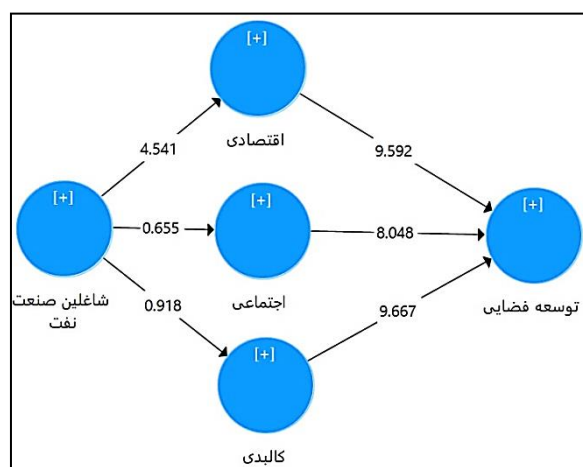 [+]
اقتصادی
4.541
9.592
[+]
شاغلین صنعت
نفت
[+]
0.655
اجتماعی
8.048
[+]
توسعه فضایی
0.918
9.667
[+]
کالبدی